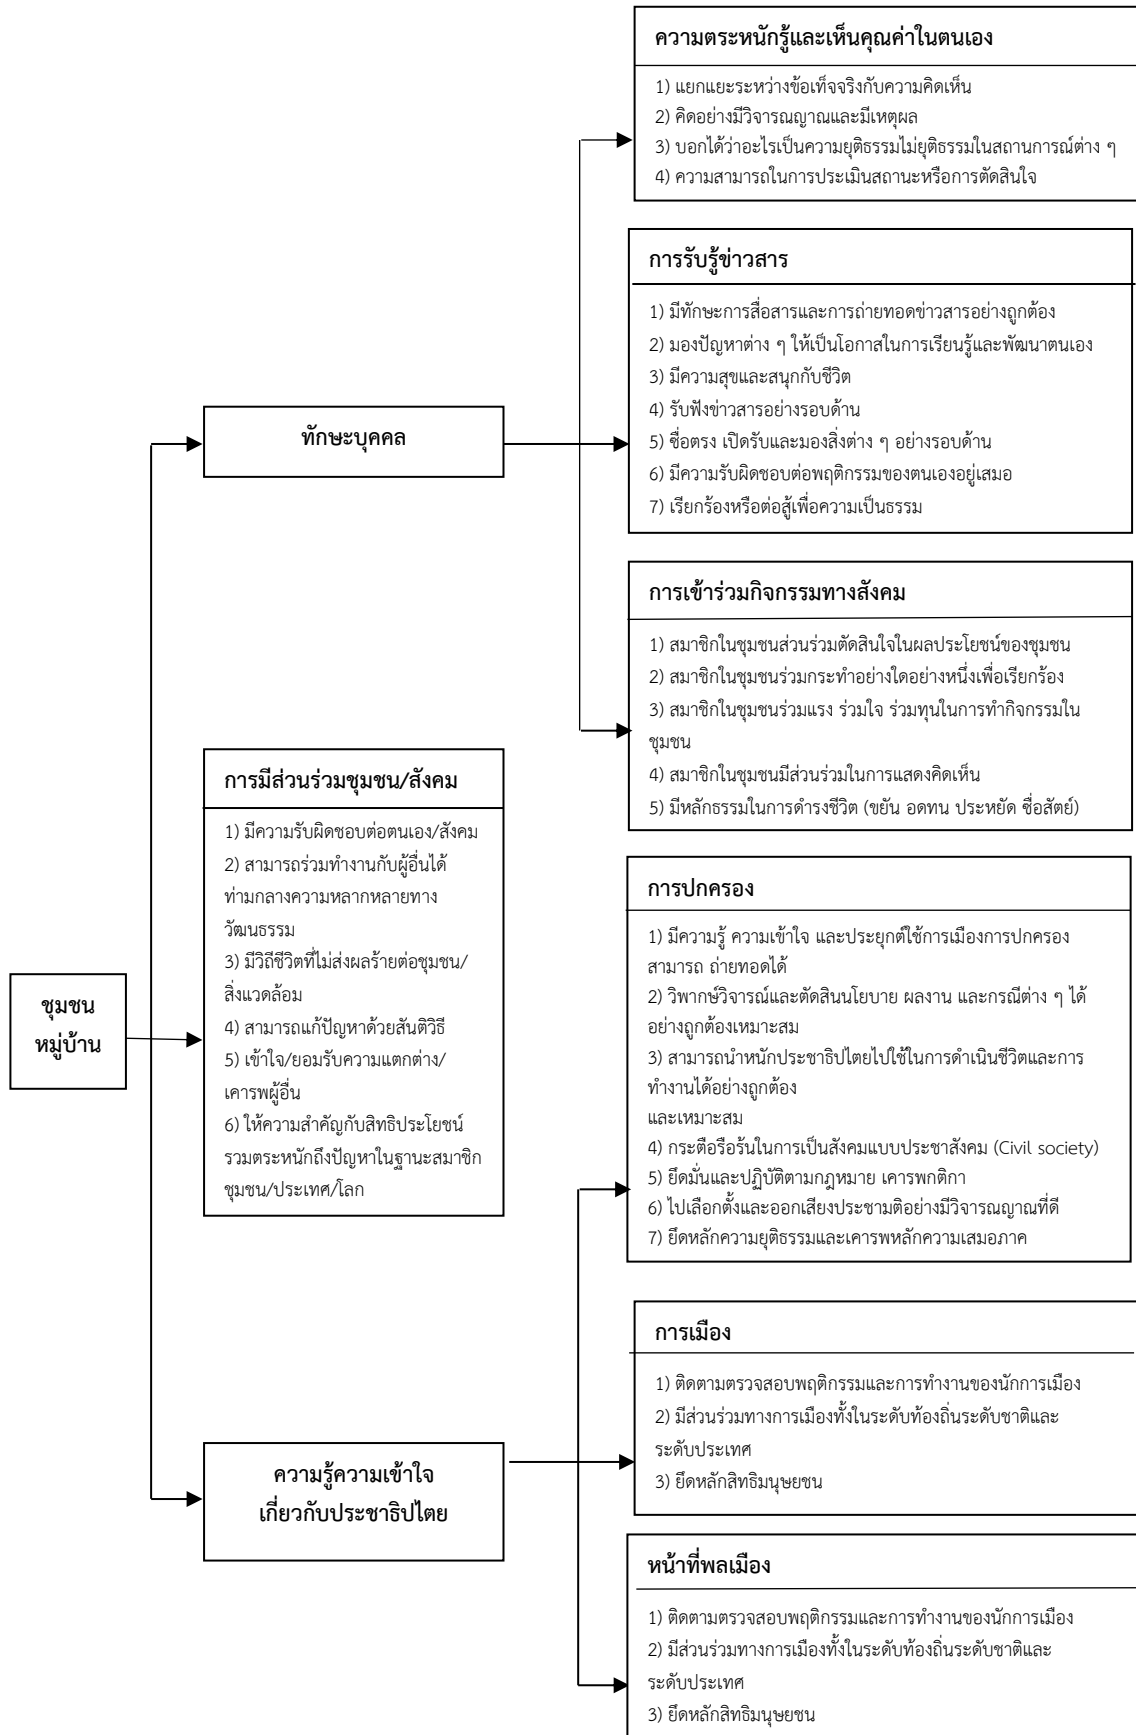 ความตระหนักรู้และเห็นคุณค่าในตนเอง
1) แยกแยะระหว่างข้อเท็จจริงกับความคิดเห็น
2) คิดอย่างมีวิจารณญาณและมีเหตุผล
3) บอกได้ว่าอะไรเป็นความยุติธรรมไม่ยุติธรรมในสถานการณ์ต่าง ๆ
4) ความสามารถในการประเมินสถานะหรือการตัดสินใจ
การรับรู้ข่าวสาร
1) มีทักษะการสื่อสารและการถ่ายทอดข่าวสารอย่างถูกต้อง
2) มองปัญหาต่าง ๆ ให้เป็นโอกาสในการเรียนรู้และพัฒนาตนเอง
3) มีความสุขและสนุกกับชีวิต
4) รับฟังข่าวสารอย่างรอบด้าน
5) ซื่อตรง เปิดรับและมองสิ่งต่าง ๆ อย่างรอบด้าน
6) มีความรับผิดชอบต่อพฤติกรรมของตนเองอยู่เสมอ
7) เรียกร้องหรือต่อสู้เพื่อความเป็นธรรม
ทักษะบุคคล
การเข้าร่วมกิจกรรมทางสังคม
1) สมาชิกในชุมชนส่วนร่วมตัดสินใจในผลประโยชน์ของชุมชน
2) สมาชิกในชุมชนร่วมกระทำอย่างใดอย่างหนึ่งเพื่อเรียกร้อง
3) สมาชิกในชุมชนร่วมแรง ร่วมใจ ร่วมทุนในการทำกิจกรรมใน
ชุมชน
4) สมาชิกในชุมชนมีส่วนร่วมในการแสดงคิดเห็น
5) มีหลักธรรมในการดำรงชีวิต (ขยัน อดทน ประหยัด ซื่อสัตย์)
การมีส่วนร่วมชุมชน/สังคม
1) มีความรับผิดชอบต่อตนเอง/สังคม
2) สามารถร่วมทำงานกับผู้อื่นได้
ท่ามกลางความหลากหลายทาง
วัฒนธรรม
3) มีวิถีชีวิตที่ไม่ส่งผลร้ายต่อชุมชน/
สิ่งแวดล้อม
4) สามารถแก้ปัญหาด้วยสันติวิธี
5) เข้าใจ/ยอมรับความแตกต่าง/
เคารพผู้อื่น
6) ให้ความสำคัญกับสิทธิประโยชน์
รวมตระหนักถึงปัญหาในฐานะสมาชิก
ชุมชน/ประเทศ/โลก
ชุมชน
หมู่บ้าน
การปกครอง
1) มีความรู้ ความเข้าใจ และประยุกต์ใช้การเมืองการปกครอง
สามารถ ถ่ายทอดได้
2) วิพากษ์วิจารณ์และตัดสินนโยบาย ผลงาน และกรณีต่าง ๆ ได้
อย่างถูกต้องเหมาะสม
3) สามารถนำหนักประชาธิปไตยไปใช้ในการดำเนินชีวิตและการ
ทำงานได้อย่างถูกต้อง
และเหมาะสม
4) กระตือรือร้นในการเป็นสังคมแบบประชาสังคม (Civil society)
5) ยึดมั่นและปฏิบัติตามกฎหมาย เคารพกติกา
6) ไปเลือกตั้งและออกเสียงประชามติอย่างมีวิจารณญาณที่ดี
7) ยึดหลักความยุติธรรมและเคารพหลักความเสมอภาค
การเมือง
1) ติดตามตรวจสอบพฤติกรรมและการทำงานของนักการเมือง
2) มีส่วนร่วมทางการเมืองทั้งในระดับท้องถิ่นระดับชาติและ
ระดับประเทศ
3) ยึดหลักสิทธิมนุษยชน
ความรู้ความเข้าใจ
เกี่ยวกับประชาธิปไตย
หน้าที่พลเมือง
1) ติดตามตรวจสอบพฤติกรรมและการทำงานของนักการเมือง
2) มีส่วนร่วมทางการเมืองทั้งในระดับท้องถิ่นระดับชาติและ
ระดับประเทศ
3) ยึดหลักสิทธิมนุษยชน